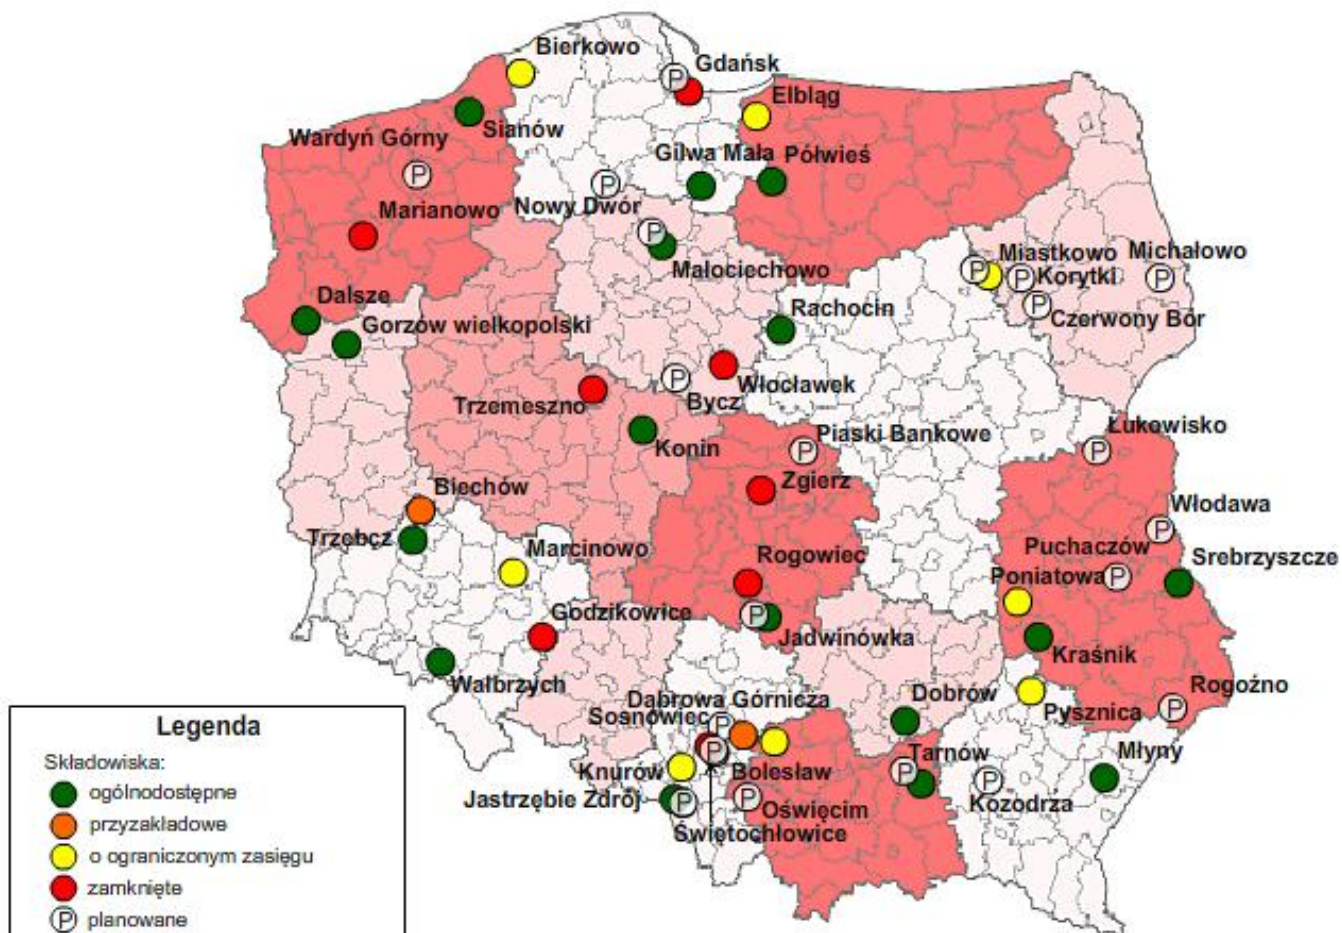 Bierkowo
Gdańsk
P
Elbląg
Sianów
Wardyń Górny
P
Gilwa Mała
Półwieś
P
Nowy Dwór
Marianowo
P
Małociechowo
Miastkowo
Michałowo
P
P
Korytki
P
Czerwony Bór
P
Dalsze
Gorzów wielkopolski
Rachocin
Włocławek
P
Bycz
Trzemeszno
Konin
Piaski Bankowe
P
Łukowisko
P
Zgierz
Biechów
Włodawa
P
Trzebcz
Marcinowo
Rogowiec
Puchaczów
P
Srebrzyszcze
Poniatowa
Godzikowice
P
Jadwinówka
Kraśnik
Wałbrzych
Dąbrowa Górnicza
Dobrów
Rogoźno
P
Pysznica
Sosnowiec
P
P
Tarnów
P
Młyny
Knurów
Bolesław
P
Kozodrza
Jastrzębie Zdrój
P
P
Oświęcim
Świętochłowice
Legenda
Składowiska:
ogólnodostępne
przyzakładowe
o ograniczonym zasięgu
zamknięte
P planowane